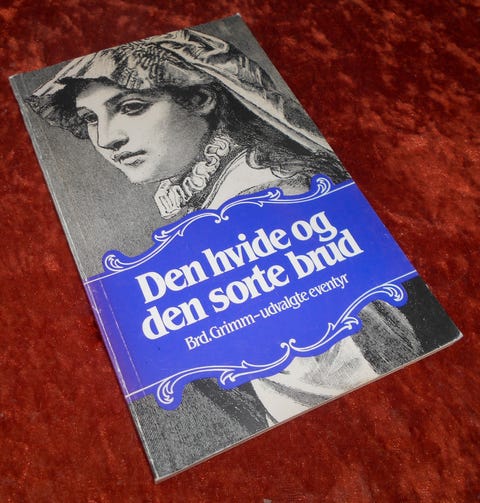 Den hvide og
den sorte brud
Brd. Grimm-udvalgte eventyr